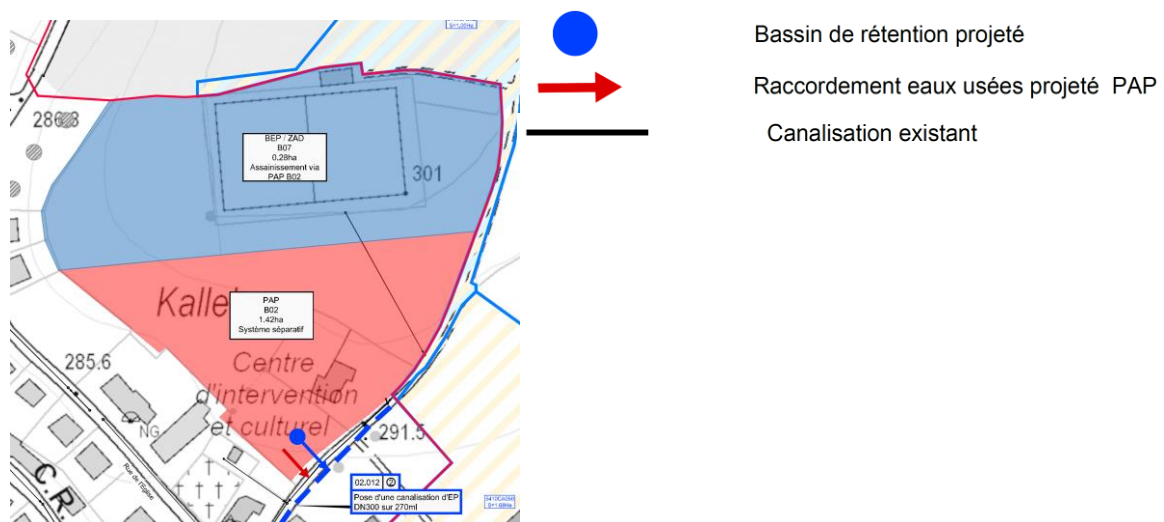 Bassin de rétention projeté
Raccordement eaux usées projeté PAP
Canalisation existant
BEP / ZAD
B07
0.28ha
Assainissement via
PAP B02
301
PAP
B02
1.42ha
Système séparatif
285.6
Centre
d'intervention
et culturel
NG
291.5
Rue de l'Eglise
C.R.
02.012 ②
Pose d'une canalisation d'EP
DN300 sur 270ml